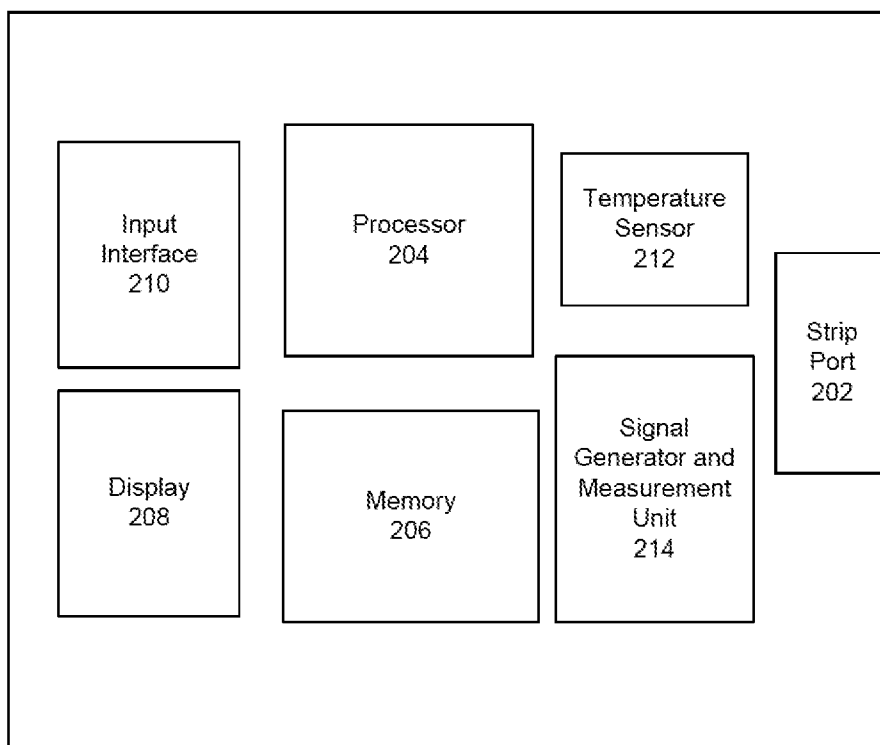 Input
Interface
210
Processor
204
Temperature
Sensor
212
Strip
Port
202
Display
208
Memory
206
Signal
Generator and
Measurement
Unit
214